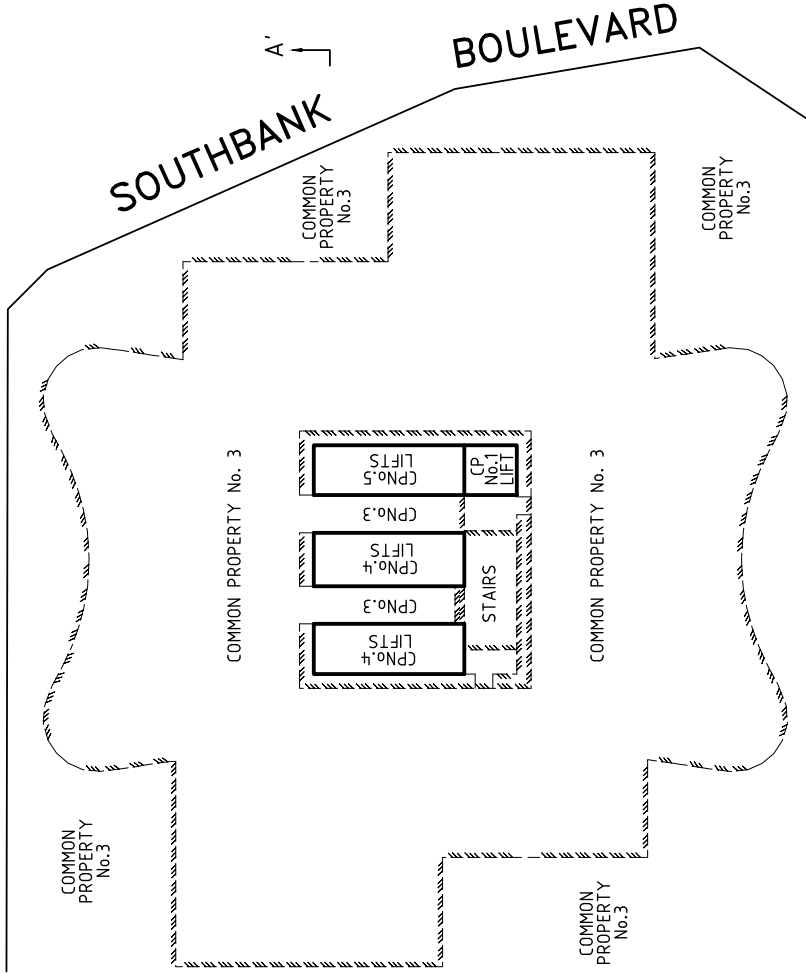 A'
SOUTHBANK
BOULEVARD
COMMON
PROPERTY
No.3
COMMON
PROPERTY
No.3
COMMON PROPERTY No. 3
CPNo.5
LIFTS
CP
No.1
LIFT
CPNo.3
CPNo.4
LIFTS
CPNo.3
STAIRS
CPNo.4
LIFTS
COMMON PROPERTY No. 3
COMMON
PROPERTY
No.3
COMMON
PROPERTY
No.3